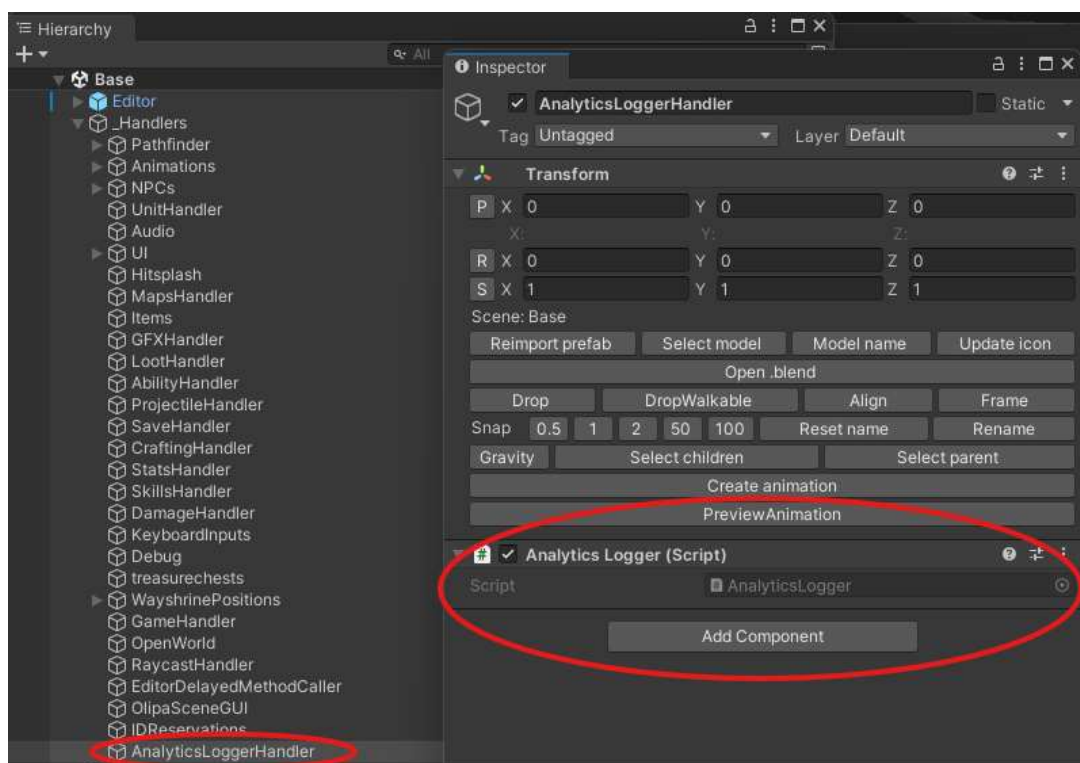 Hierarchy
All
Base
Editor
_Handlers
Pathfinder
Animations
NPCs
UnitHandler
Audio
UI
Hitsplash
MapsHandler
Items
GFXHandler
LootHandler
AbilityHandler
ProjectileHandler
SaveHandler
CraftingHandler
StatsHandler
SkillsHandler
DamageHandler
KeyboardInputs
Debug
treasurechests
WayshrinePositions
GameHandler
OpenWorld
RaycastHandler
EditorDelayedMethodCaller
OlipaSceneGUI
IDReservations
AnalyticsLoggerHandler
Inspector
AnalyticsLoggerHandler Static
Tag Untagged Layer Default
Transform
P X 0 Y 0 Z 0
X: Y: Z:
R X 0 Y 0 Z 0
S X 1 Y 1 Z 1
Scene: Base
Reimport prefab Select model Model name Update icon
Open .blend
Drop DropWalkable Align Frame
Snap 0.5 1 2 50 100 Reset name Rename
Gravity Select children Select parent
Create animation
PreviewAnimation
# Analytics Logger (Script)
Script AnalyticsLogger
Add Component